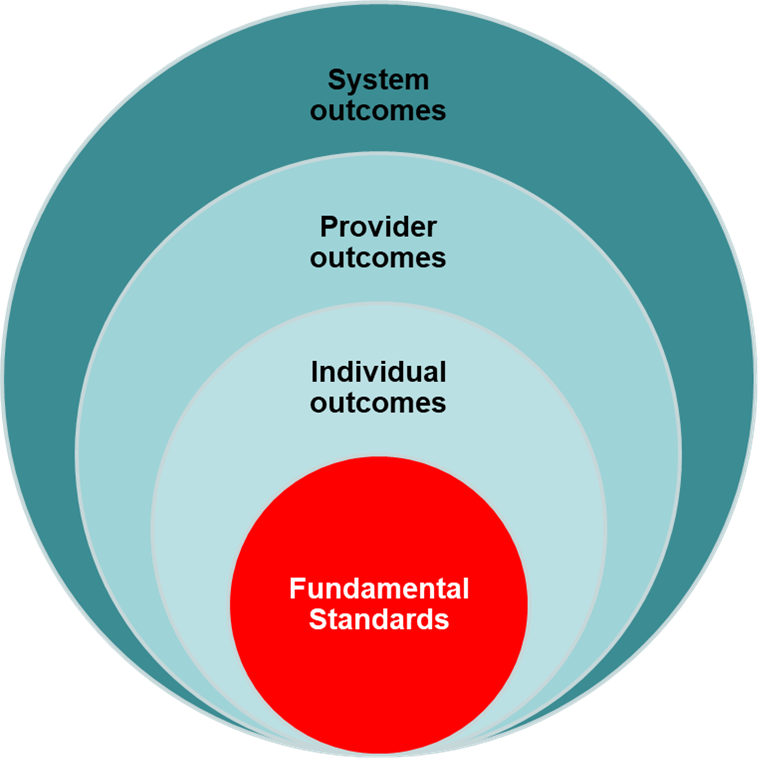 System
outcomes
Provider
outcomes
Individual
outcomes
Fundamental
Standards